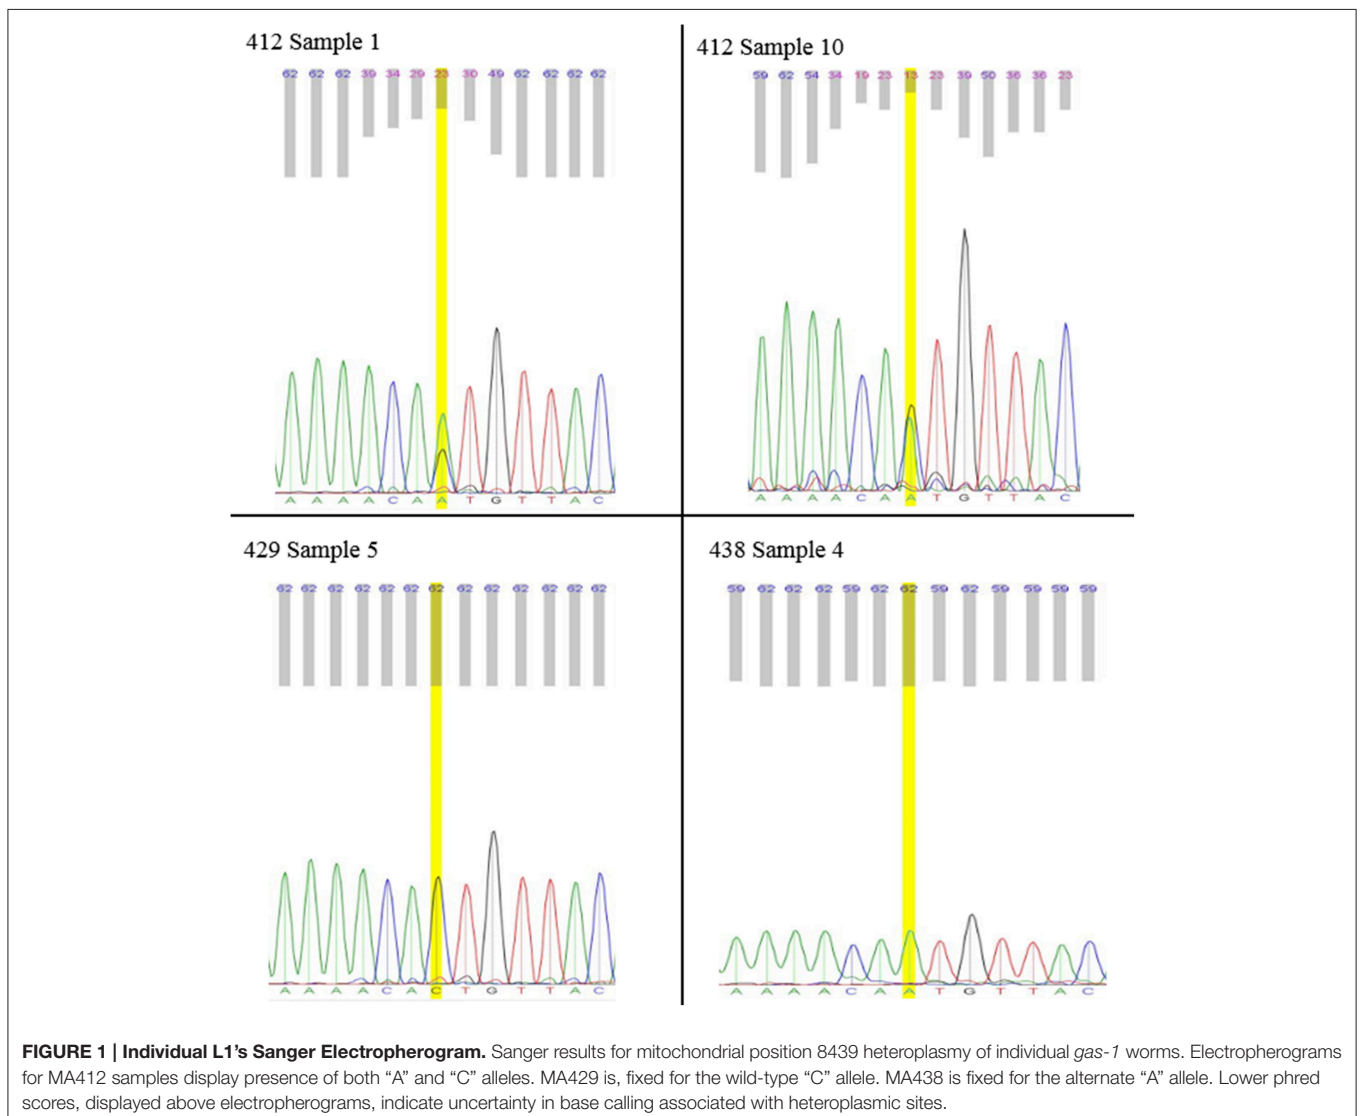 412 Sample 1
62 62 62 39 34 29 23 30 49 62 62 62 62
A A A A C A A T G T T A C
412 Sample 10
59 62 54 34 19 23 13 23 39 50 36 36 23
A A A A C A A T G T T A C
429 Sample 5
62 62 62 62 62 62 62 62 62 62 62 62 62
A A A A C A C T G T T A C
438 Sample 4
59 62 62 62 59 62 62 59 62 59 59 59 59
A A A A C A A T G T T A C
FIGURE 1 | Individual L1's Sanger Electropherogram. Sanger results for mitochondrial position 8439 heteroplasmy of individual gas-1 worms. Electropherograms
for MA412 samples display presence of both “A” and “C” alleles. MA429 is, fixed for the wild-type “C” allele. MA438 is fixed for the alternate “A” allele. Lower phred
scores, displayed above electropherograms, indicate uncertainty in base calling associated with heteroplasmic sites.